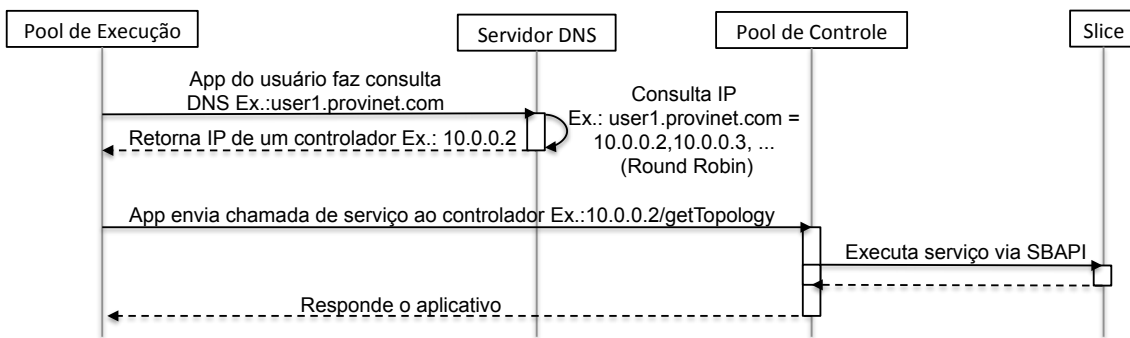 Pool de Execução
Servidor DNS
Pool de Controle
Slice
App do usuário faz consulta
DNS Ex.:user1.provinet.com
Consulta IP
Ex.: user1.provinet.com =
10.0.0.2,10.0.0.3, ...
(Round Robin)
Retorna IP de um controlador Ex.: 10.0.0.2
App envia chamada de serviço ao controlador Ex.:10.0.0.2/getTopology
Executa serviço via SBAPI
Responde o aplicativo